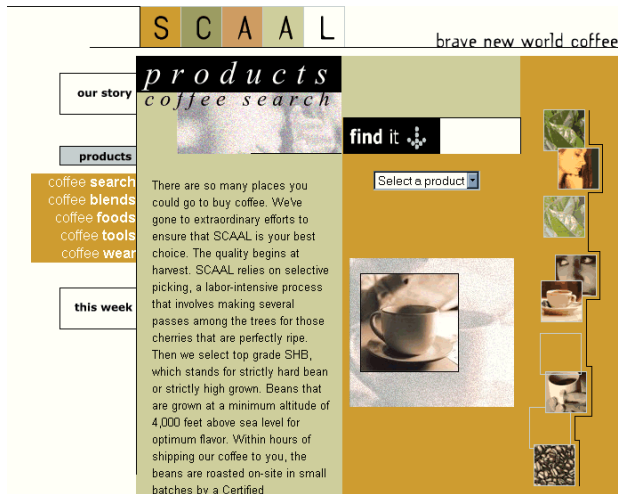 SCAAL
brave new world coffee
products
coffee search
our story
products
coffee search
coffee blends
coffee foods
coffee tools
coffee wear
this week
find it
Select a product
There are so many places you
could go to buy coffee. We've
gone to extraordinary efforts to
ensure that SCAAL is your best
choice. The quality begins at
harvest. SCAAL relies on selective
picking, a labor-intensive process
that involves making several
passes among the trees for those
cherries that are perfectly ripe.
Then we select top grade SHB,
which stands for strictly hard bean
or strictly high grown. Beans that
are grown at a minimum altitude of
4,000 feet above sea level for
optimum flavor. Within hours of
shipping our coffee to you, the
beans are roasted on-site in small
batches by a Certified